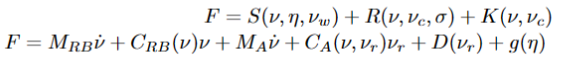 F = S(ν, η, ν_w) + R(ν, ν_c, σ) + K(ν, ν_c)
F = M_{RB}ν̇ + C_{RB}(ν)ν + M_Aν̇ + C_A(ν, ν_r)ν_r + D(ν_r) + g(η)